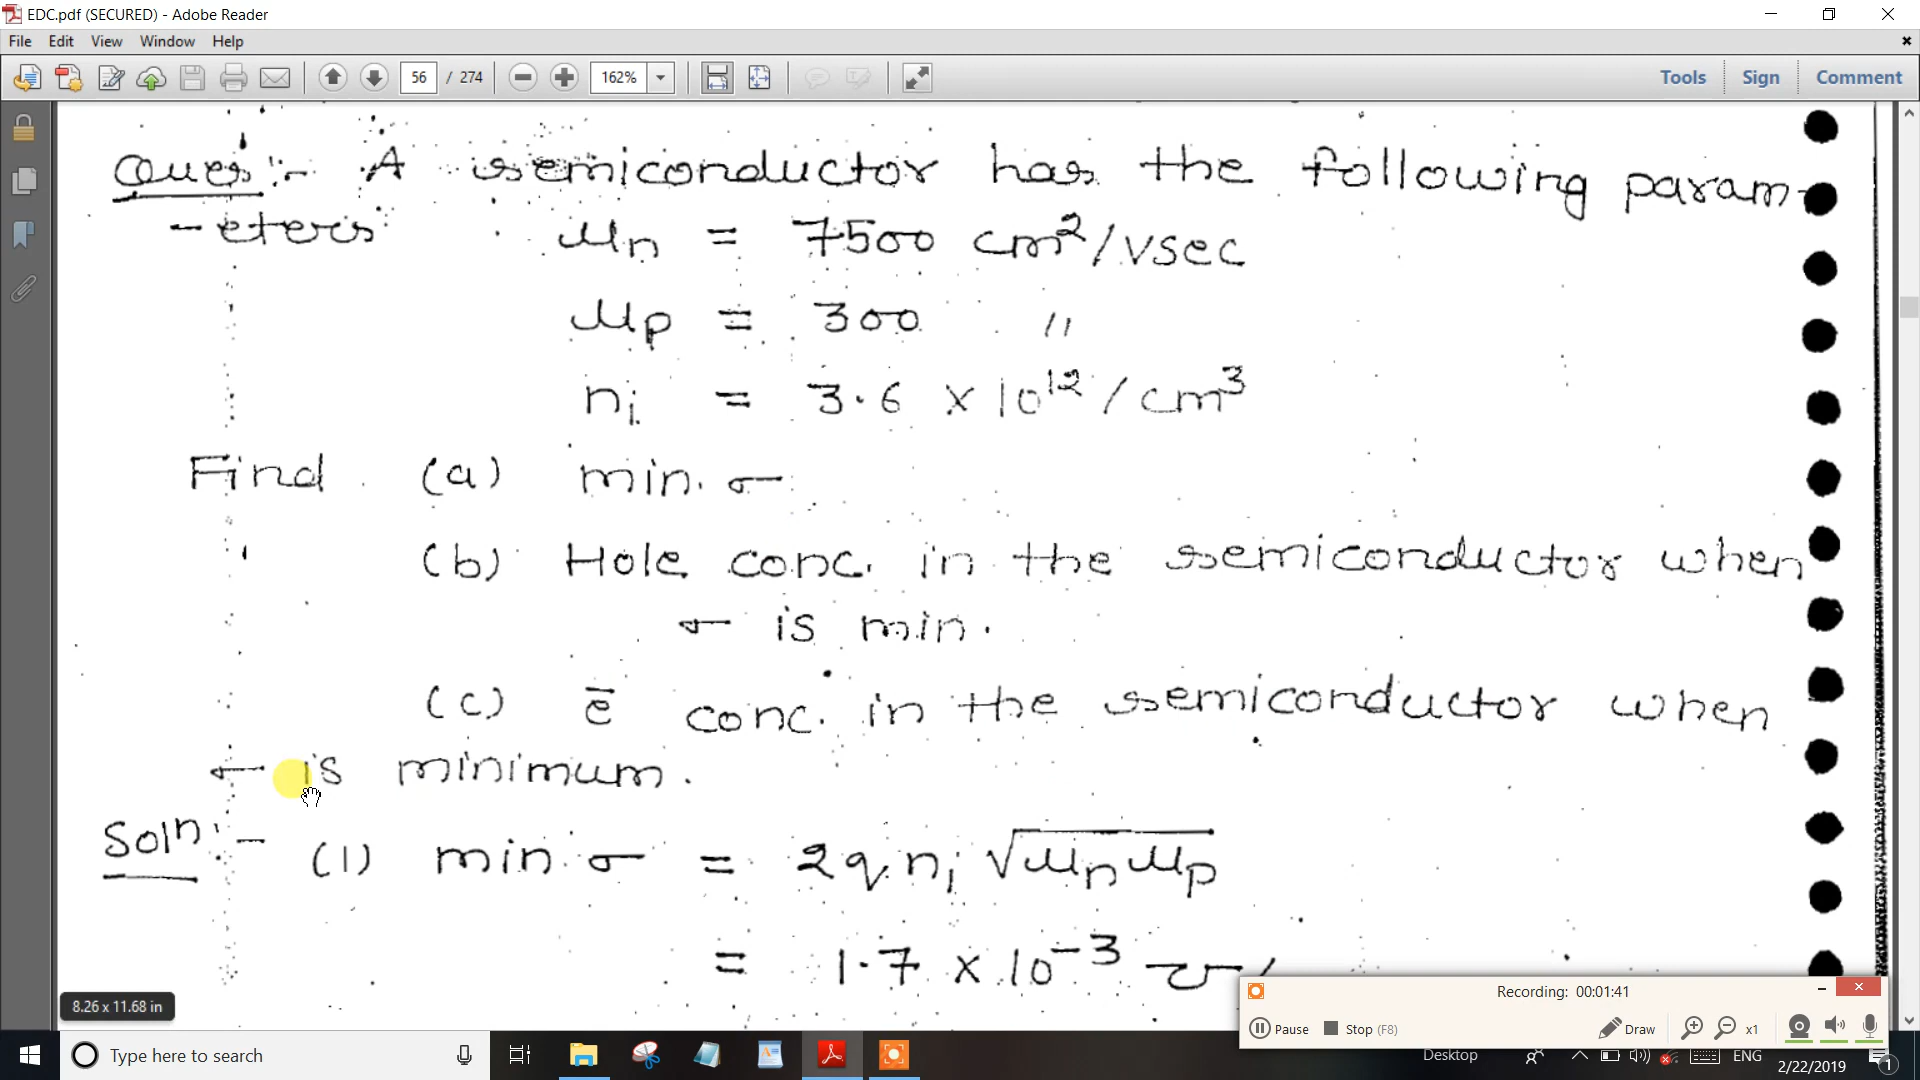 EDC.pdf (SECURED) - Adobe Reader
File Edit View Window Help
56 / 274 162% Tools Sign Comment
Ques:- A semiconductor has the following param-
-eters μn = 7500 cm²/Vsec
μp = 300 "
ni = 3.6 × 10¹²/cm³
Find (a) min. σ
(b) Hole conc. in the semiconductor when
σ is min.
(c) ē conc. in the semiconductor when
σ is minimum.
Soln:- (1) min. σ = 2qni √μnμp
= 1.7 × 10⁻³ ℧/
8.26 x 11.68 in
Recording: 00:01:41
Pause Stop (F8) Draw x1
Type here to search
Desktop ENG
2/22/2019 1